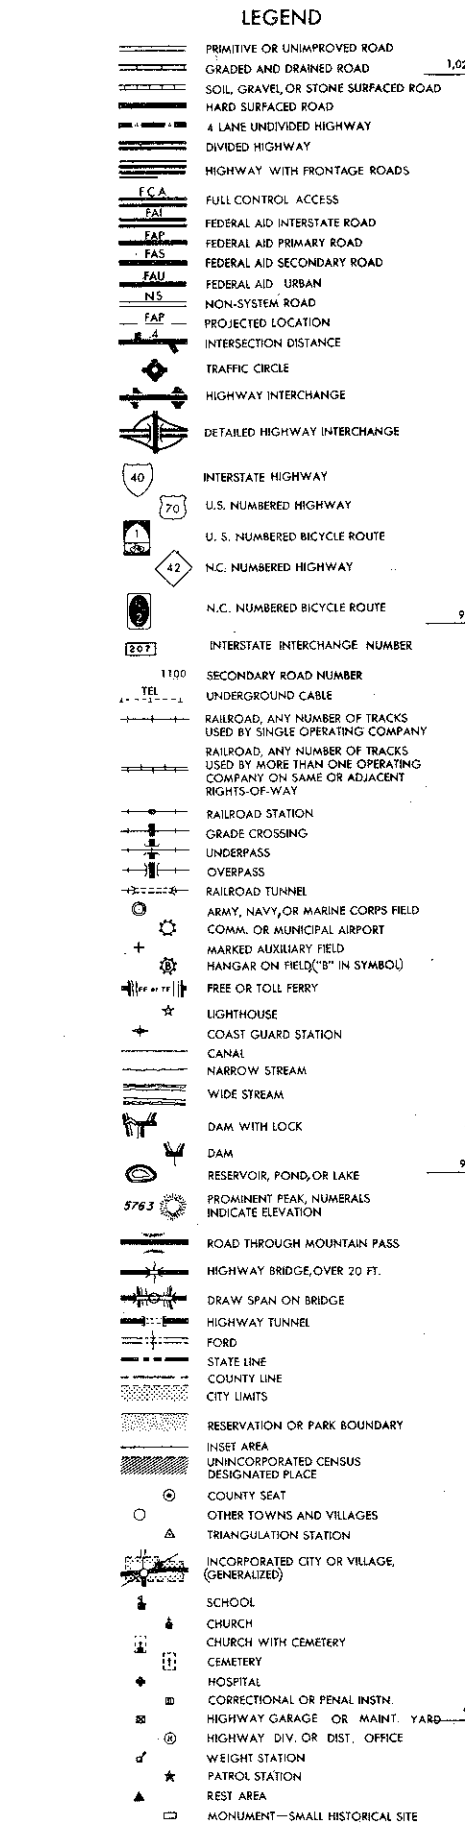 LEGEND
PRIMITIVE OR UNIMPROVED ROAD
GRADED AND DRAINED ROAD
1,02
SOIL, GRAVEL, OR STONE SURFACED ROAD
HARD SURFACED ROAD
4 4 LANE UNDIVIDED HIGHWAY
DIVIDED HIGHWAY
HIGHWAY WITH FRONTAGE ROADS
FCA FULL CONTROL ACCESS
FAI FEDERAL AID INTERSTATE ROAD
FAP FEDERAL AID PRIMARY ROAD
FAS FEDERAL AID SECONDARY ROAD
FAU FEDERAL AID URBAN
NS NON-SYSTEM ROAD
FAP PROJECTED LOCATION
.4 INTERSECTION DISTANCE
TRAFFIC CIRCLE
HIGHWAY INTERCHANGE
DETAILED HIGHWAY INTERCHANGE
40 INTERSTATE HIGHWAY
70 U.S. NUMBERED HIGHWAY
1 U. S. NUMBERED BICYCLE ROUTE
42 N.C. NUMBERED HIGHWAY
2 N.C. NUMBERED BICYCLE ROUTE
9
207 INTERSTATE INTERCHANGE NUMBER
1100 SECONDARY ROAD NUMBER
TEL UNDERGROUND CABLE
RAILROAD, ANY NUMBER OF TRACKS
USED BY SINGLE OPERATING COMPANY
RAILROAD, ANY NUMBER OF TRACKS
USED BY MORE THAN ONE OPERATING
COMPANY ON SAME OR ADJACENT
RIGHTS-OF-WAY
RAILROAD STATION
GRADE CROSSING
UNDERPASS
OVERPASS
RAILROAD TUNNEL
ARMY, NAVY, OR MARINE CORPS FIELD
COMM. OR MUNICIPAL AIRPORT
MARKED AUXILIARY FIELD
B HANGAR ON FIELD("B" IN SYMBOL)
FF or TF FREE OR TOLL FERRY
LIGHTHOUSE
COAST GUARD STATION
CANAL
NARROW STREAM
WIDE STREAM
DAM WITH LOCK
DAM
RESERVOIR, POND, OR LAKE
9
5763 PROMINENT PEAK, NUMERALS
INDICATE ELEVATION
ROAD THROUGH MOUNTAIN PASS
HIGHWAY BRIDGE, OVER 20 FT.
DRAW SPAN ON BRIDGE
HIGHWAY TUNNEL
FORD
STATE LINE
COUNTY LINE
CITY LIMITS
RESERVATION OR PARK BOUNDARY
INSET AREA
UNINCORPORATED CENSUS
DESIGNATED PLACE
COUNTY SEAT
OTHER TOWNS AND VILLAGES
TRIANGULATION STATION
INCORPORATED CITY OR VILLAGE,
(GENERALIZED)
SCHOOL
CHURCH
CHURCH WITH CEMETERY
CEMETERY
HOSPITAL
CORRECTIONAL OR PENAL INSTN.
HIGHWAY GARAGE OR MAINT. YARD
HIGHWAY DIV. OR DIST. OFFICE
WEIGHT STATION
PATROL STATION
REST AREA
MONUMENT—SMALL HISTORICAL SITE